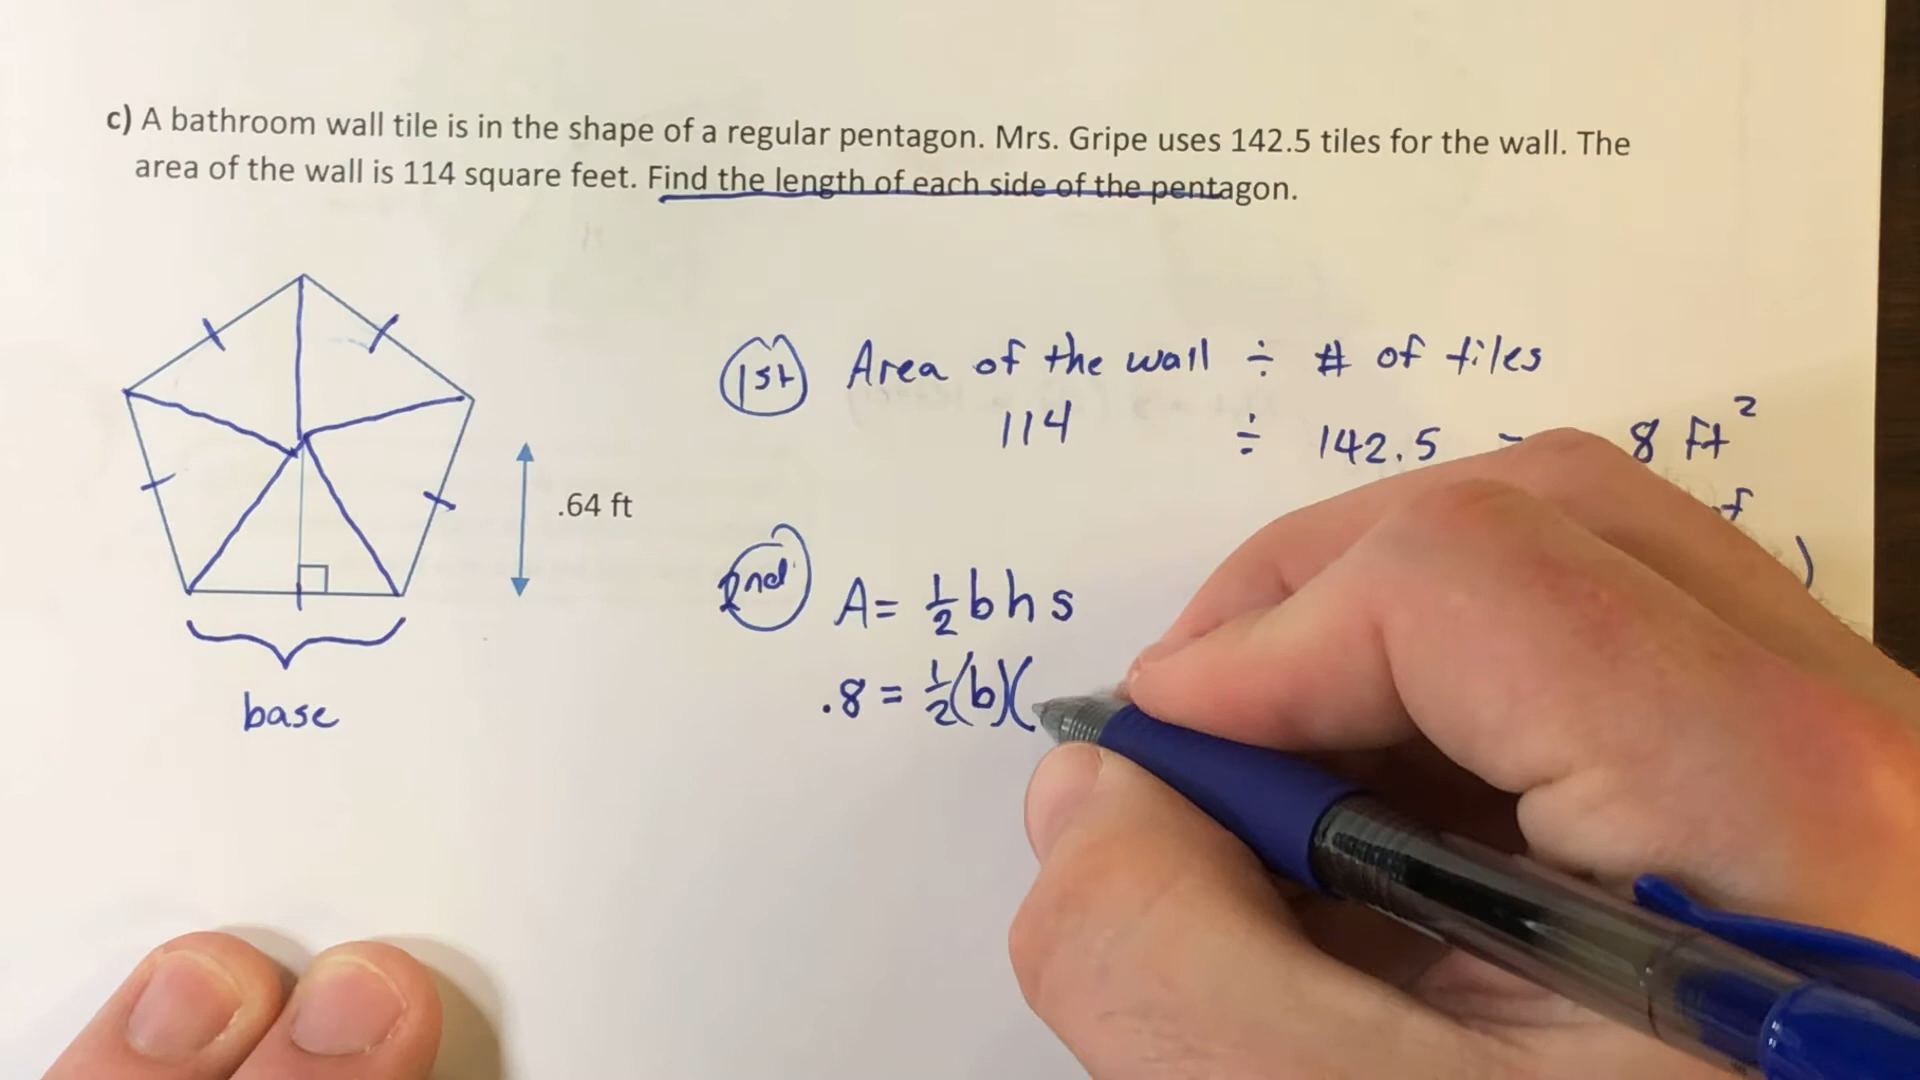 c) A bathroom wall tile is in the shape of a regular pentagon. Mrs. Gripe uses 142.5 tiles for the wall. The
area of the wall is 114 square feet. Find the length of each side of the pentagon.
1st Area of the wall ÷ # of tiles
114 ÷ 142.5 = 8 ft²
.64 ft
2nd A = ½ b h s
.8 = ½(b)(
base